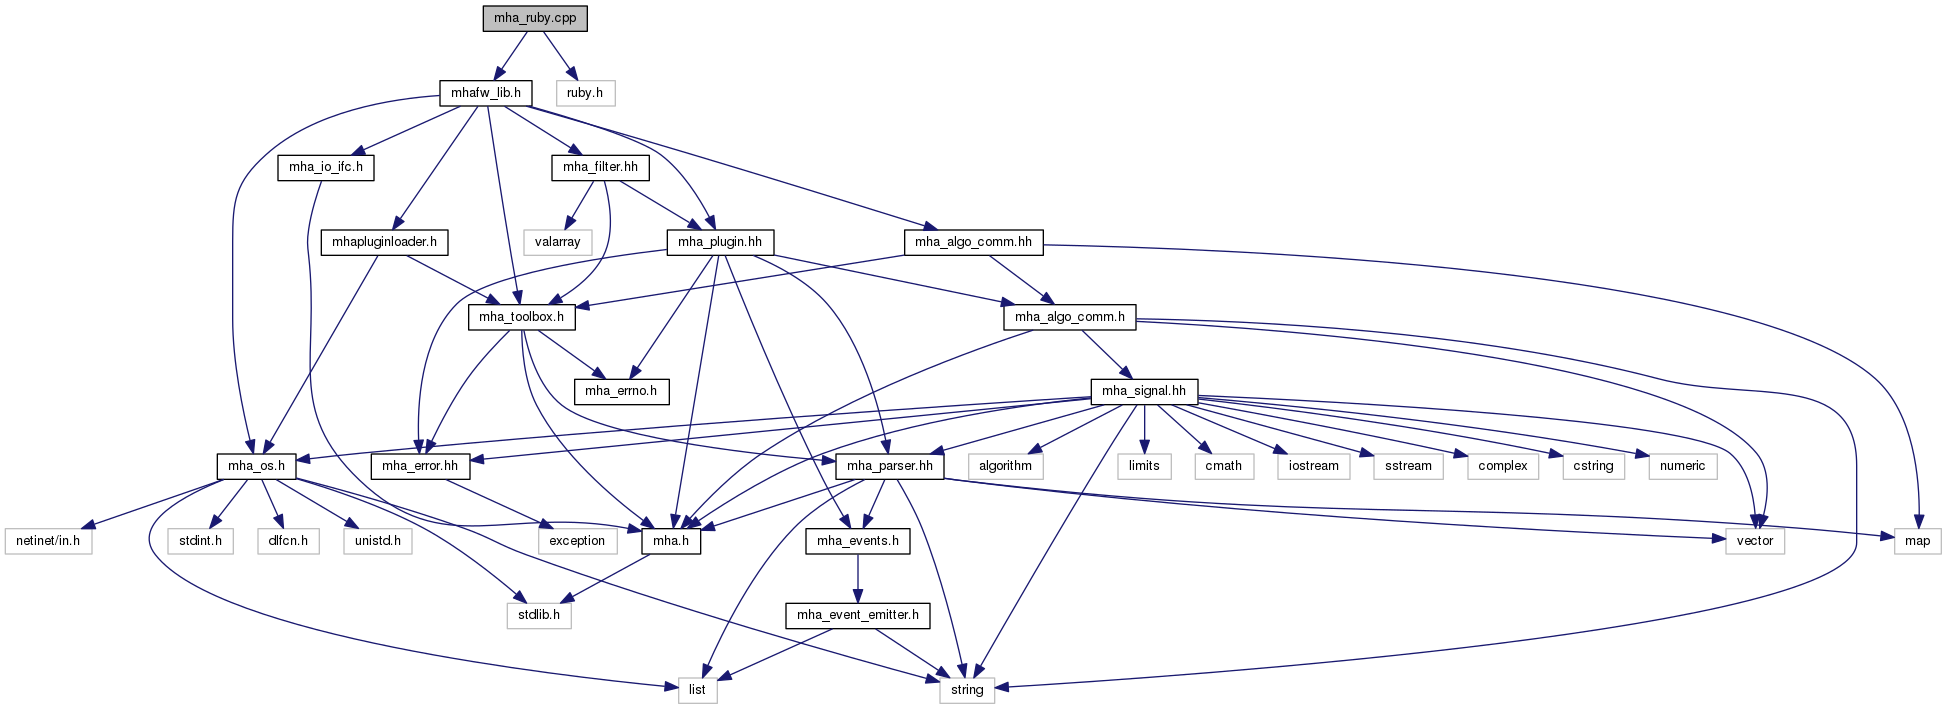 mha_ruby.cpp
mhafw_lib.h
ruby.h
mha_io_ifc.h
mha_filter.hh
mhapluginloader.h
valarray
mha_plugin.hh
mha_algo_comm.hh
mha_toolbox.h
mha_algo_comm.h
mha_errno.h
mha_signal.hh
mha_os.h
mha_error.hh
mha_parser.hh
algorithm
limits
cmath
iostream
sstream
complex
cstring
numeric
netinet/in.h
stdint.h
dlfcn.h
unistd.h
exception
mha.h
mha_events.h
vector
map
stdlib.h
mha_event_emitter.h
list
string